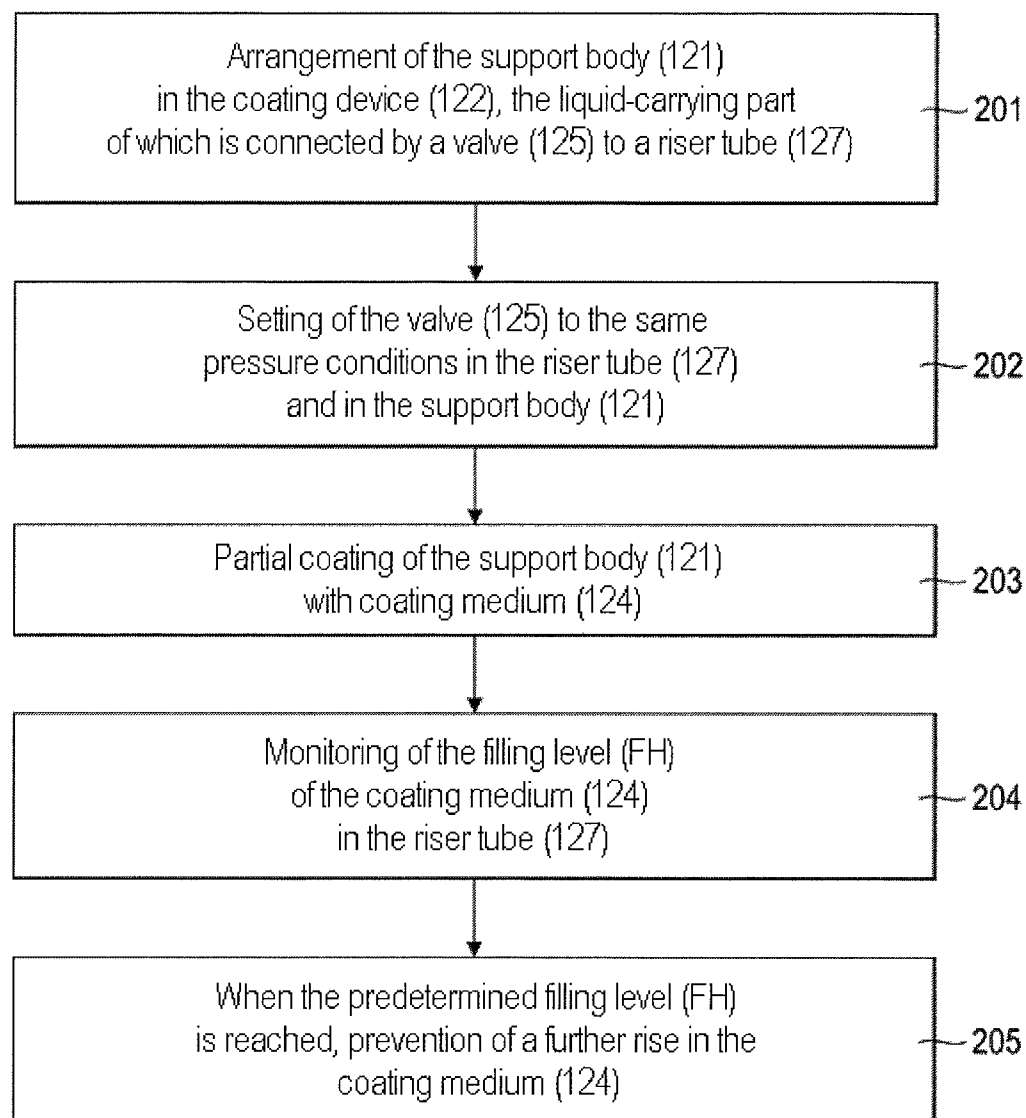 Arrangement of the support body (121)
in the coating device (122), the liquid-carrying part
of which is connected by a valve (125) to a riser tube (127)
201
Setting of the valve (125) to the same
pressure conditions in the riser tube (127)
and in the support body (121)
202
Partial coating of the support body (121)
with coating medium (124)
203
Monitoring of the filling level (FH)
of the coating medium (124)
in the riser tube (127)
204
When the predetermined filling level (FH)
is reached, prevention of a further rise in the
coating medium (124)
205